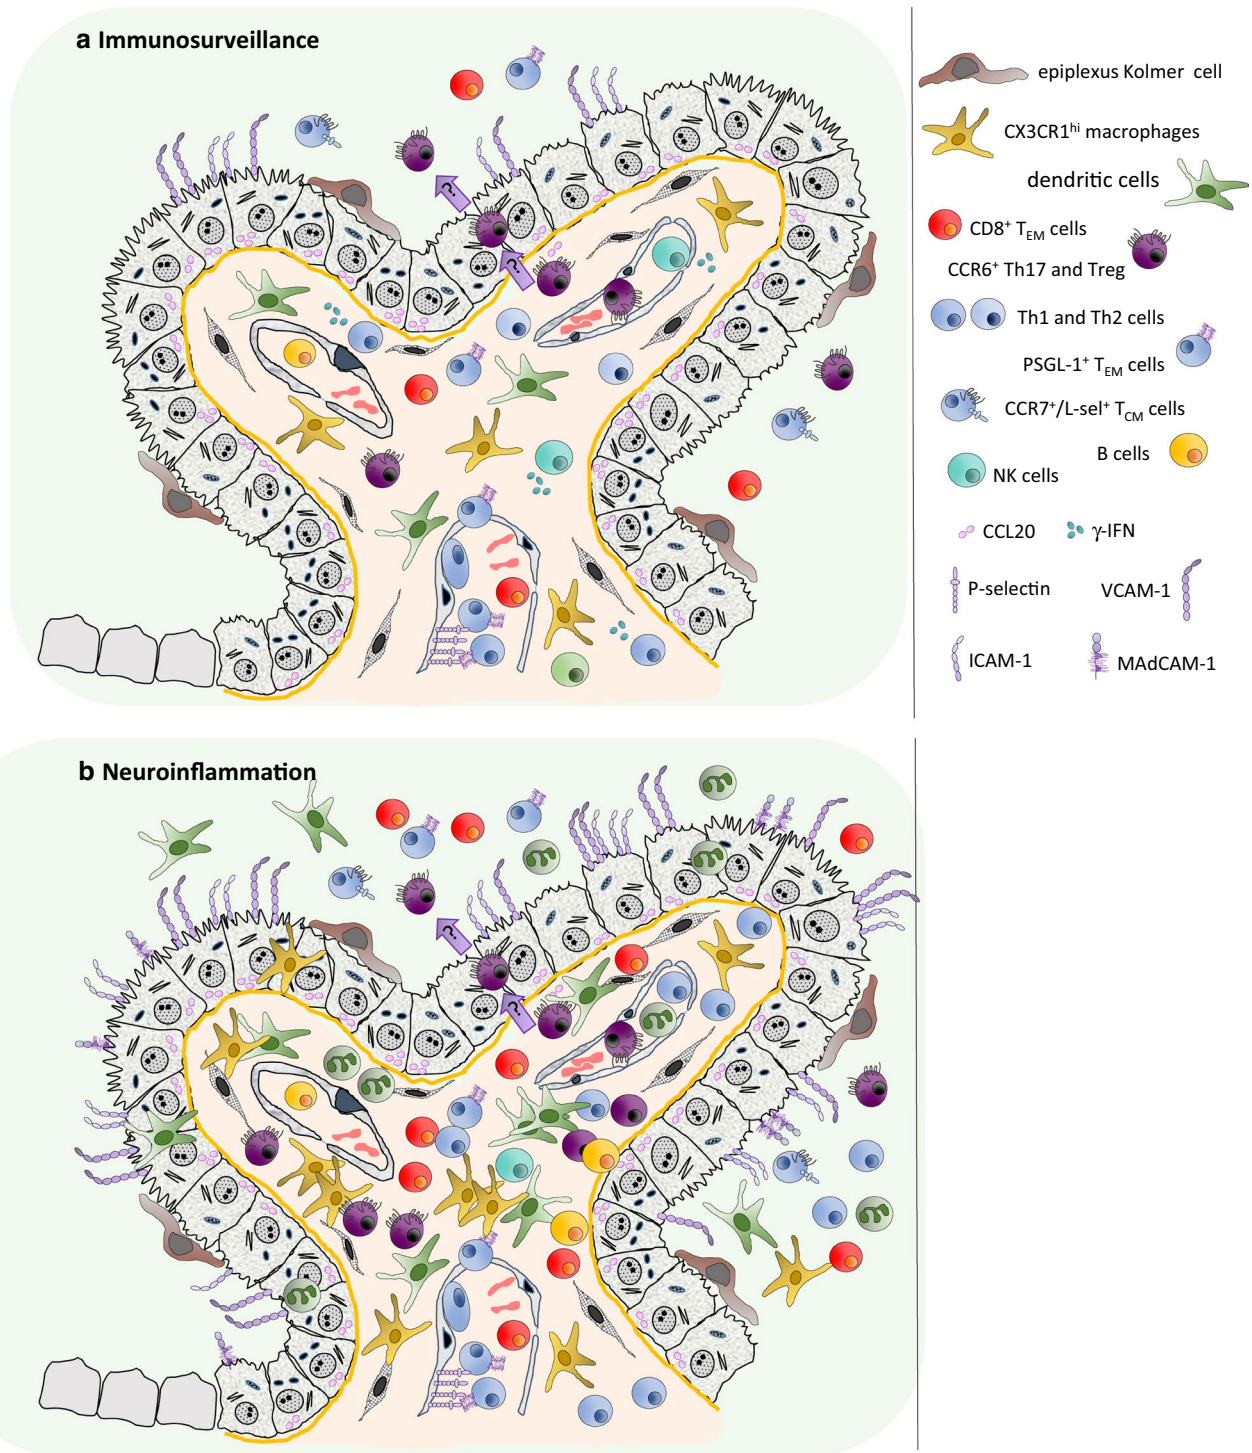 a Immunosurveillance
epiplexus Kolmer cell
CX3CR1hi macrophages
dendritic cells
CD8+ TEM cells
CCR6+ Th17 and Treg
Th1 and Th2 cells
PSGL-1+ TEM cells
CCR7+/L-sel+ TCM cells
B cells
NK cells
CCL20 γ-IFN
P-selectin VCAM-1
ICAM-1 MAdCAM-1
?
?
b Neuroinflammation
?
?